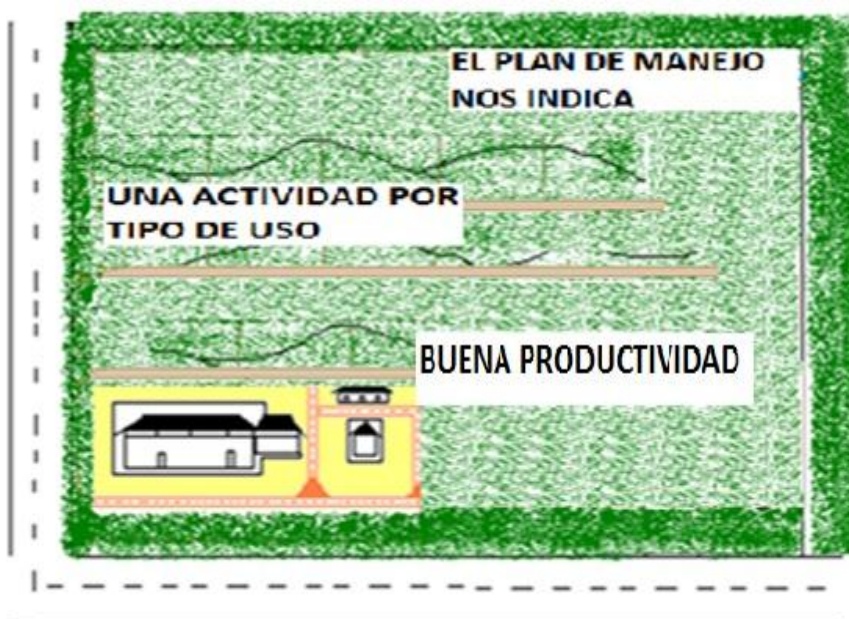 EL PLAN DE MANEJO
NOS INDICA
UNA ACTIVIDAD POR
TIPO DE USO
BUENA PRODUCTIVIDAD